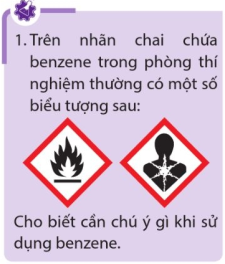 1. Trên nhãn chai chứa
benzene trong phòng thí
nghiệm thường có một số
biểu tượng sau:
Cho biết cần chú ý gì khi sử
dụng benzene.